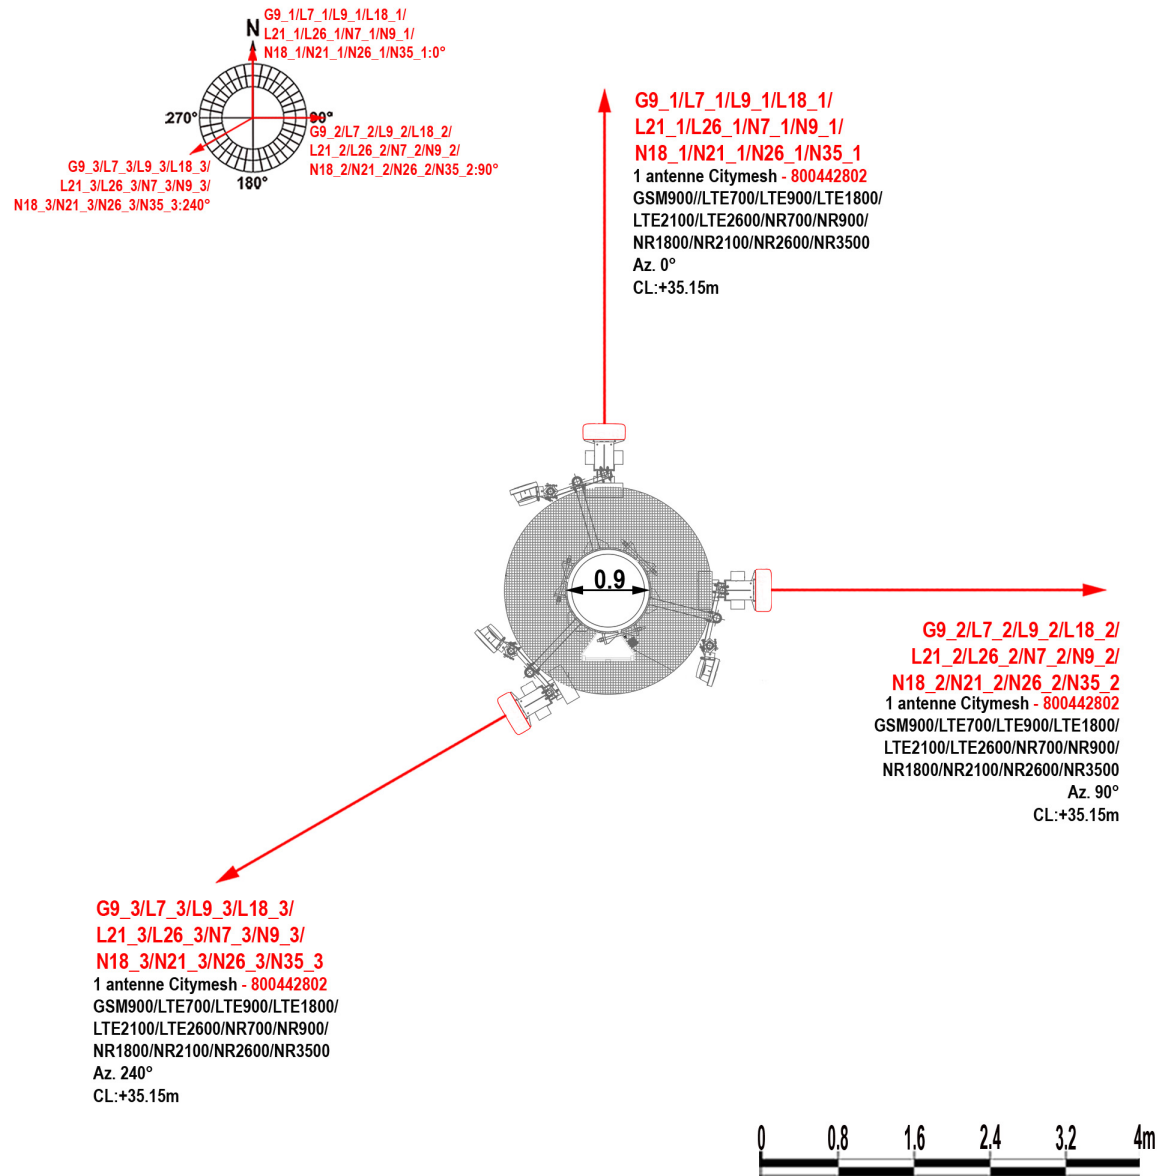 N
G9_1/L7_1/L9_1/L18_1/
L21_1/L26_1/N7_1/N9_1/
N18_1/N21_1/N26_1/N35_1:0°
270°
90°
G9_2/L7_2/L9_2/L18_2/
L21_2/L26_2/N7_2/N9_2/
N18_2/N21_2/N26_2/N35_2:90°
G9_3/L7_3/L9_3/L18_3/
L21_3/L26_3/N7_3/N9_3/
N18_3/N21_3/N26_3/N35_3:240°
180°
G9_1/L7_1/L9_1/L18_1/
L21_1/L26_1/N7_1/N9_1/
N18_1/N21_1/N26_1/N35_1
1 antenne Citymesh - 800442802
GSM900//LTE700/LTE900/LTE1800/
LTE2100/LTE2600/NR700/NR900/
NR1800/NR2100/NR2600/NR3500
Az. 0°
CL:+35.15m
0.9
G9_2/L7_2/L9_2/L18_2/
L21_2/L26_2/N7_2/N9_2/
N18_2/N21_2/N26_2/N35_2
1 antenne Citymesh - 800442802
GSM900/LTE700/LTE900/LTE1800/
LTE2100/LTE2600/NR700/NR900/
NR1800/NR2100/NR2600/NR3500
Az. 90°
CL:+35.15m
G9_3/L7_3/L9_3/L18_3/
L21_3/L26_3/N7_3/N9_3/
N18_3/N21_3/N26_3/N35_3
1 antenne Citymesh - 800442802
GSM900/LTE700/LTE900/LTE1800/
LTE2100/LTE2600/NR700/NR900/
NR1800/NR2100/NR2600/NR3500
Az. 240°
CL:+35.15m
0 0.8 1.6 2.4 3.2 4m